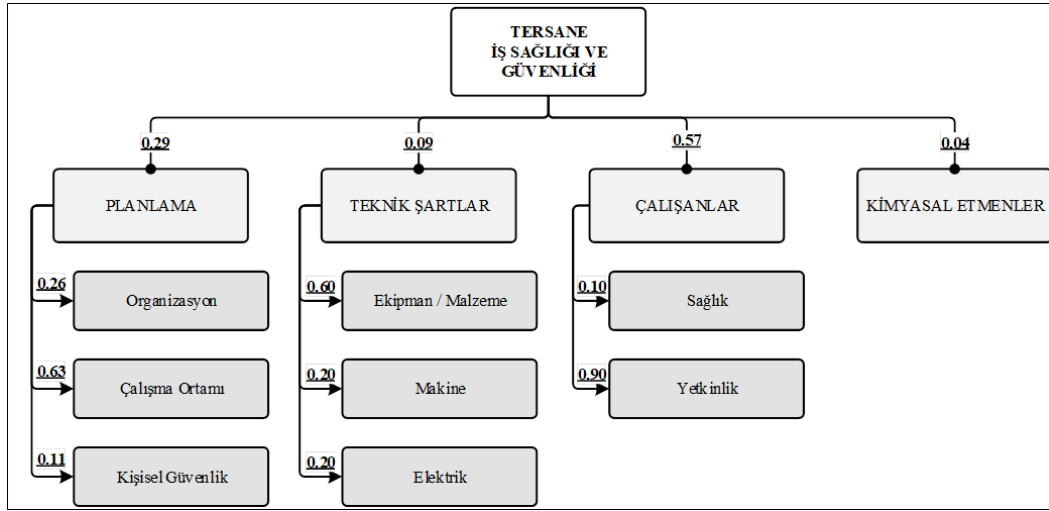 TERSANE
İŞ SAĞLIĞI VE
GÜVENLİĞİ
0.29
0.09
0.57
0.04
PLANLAMA
TEKNİK ŞARTLAR
ÇALIŞANLAR
KİMYASAL ETMENLER
0.26
Organizasyon
0.60
Ekipman / Malzeme
0.10
Sağlık
0.63
Çalışma Ortamı
0.20
Makine
0.90
Yetkinlik
0.11
Kişisel Güvenlik
0.20
Elektrik